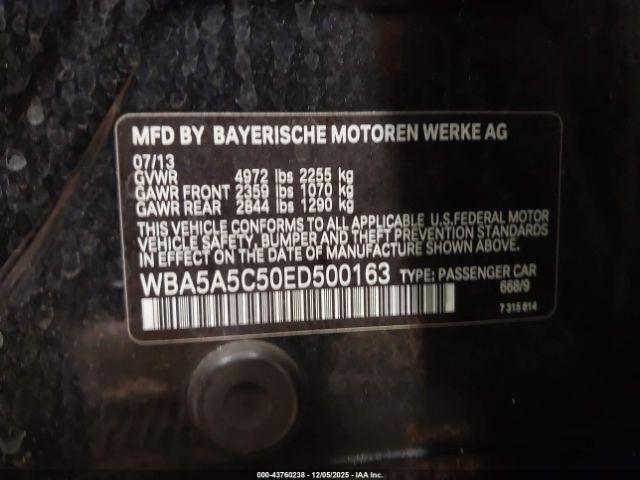 MFD BY BAYERISCHE MOTOREN WERKE AG
07/13
GVWR 4972 lbs 2255 kg
GAWR FRONT 2359 lbs 1070 kg
GAWR REAR 2844 lbs 1290 kg
THIS VEHICLE CONFORMS TO ALL APPLICABLE U.S.FEDERAL MOTOR
VEHICLE SAFETY, BUMPER AND THEFT PREVENTION STANDARDS
IN EFFECT ON THE DATE OF MANUFACTURE SHOWN ABOVE.
WBA5A5C50ED500163 TYPE: PASSENGER CAR
668/9
7 315 614
000-43760238 - 12/05/2025 - IAA Inc.